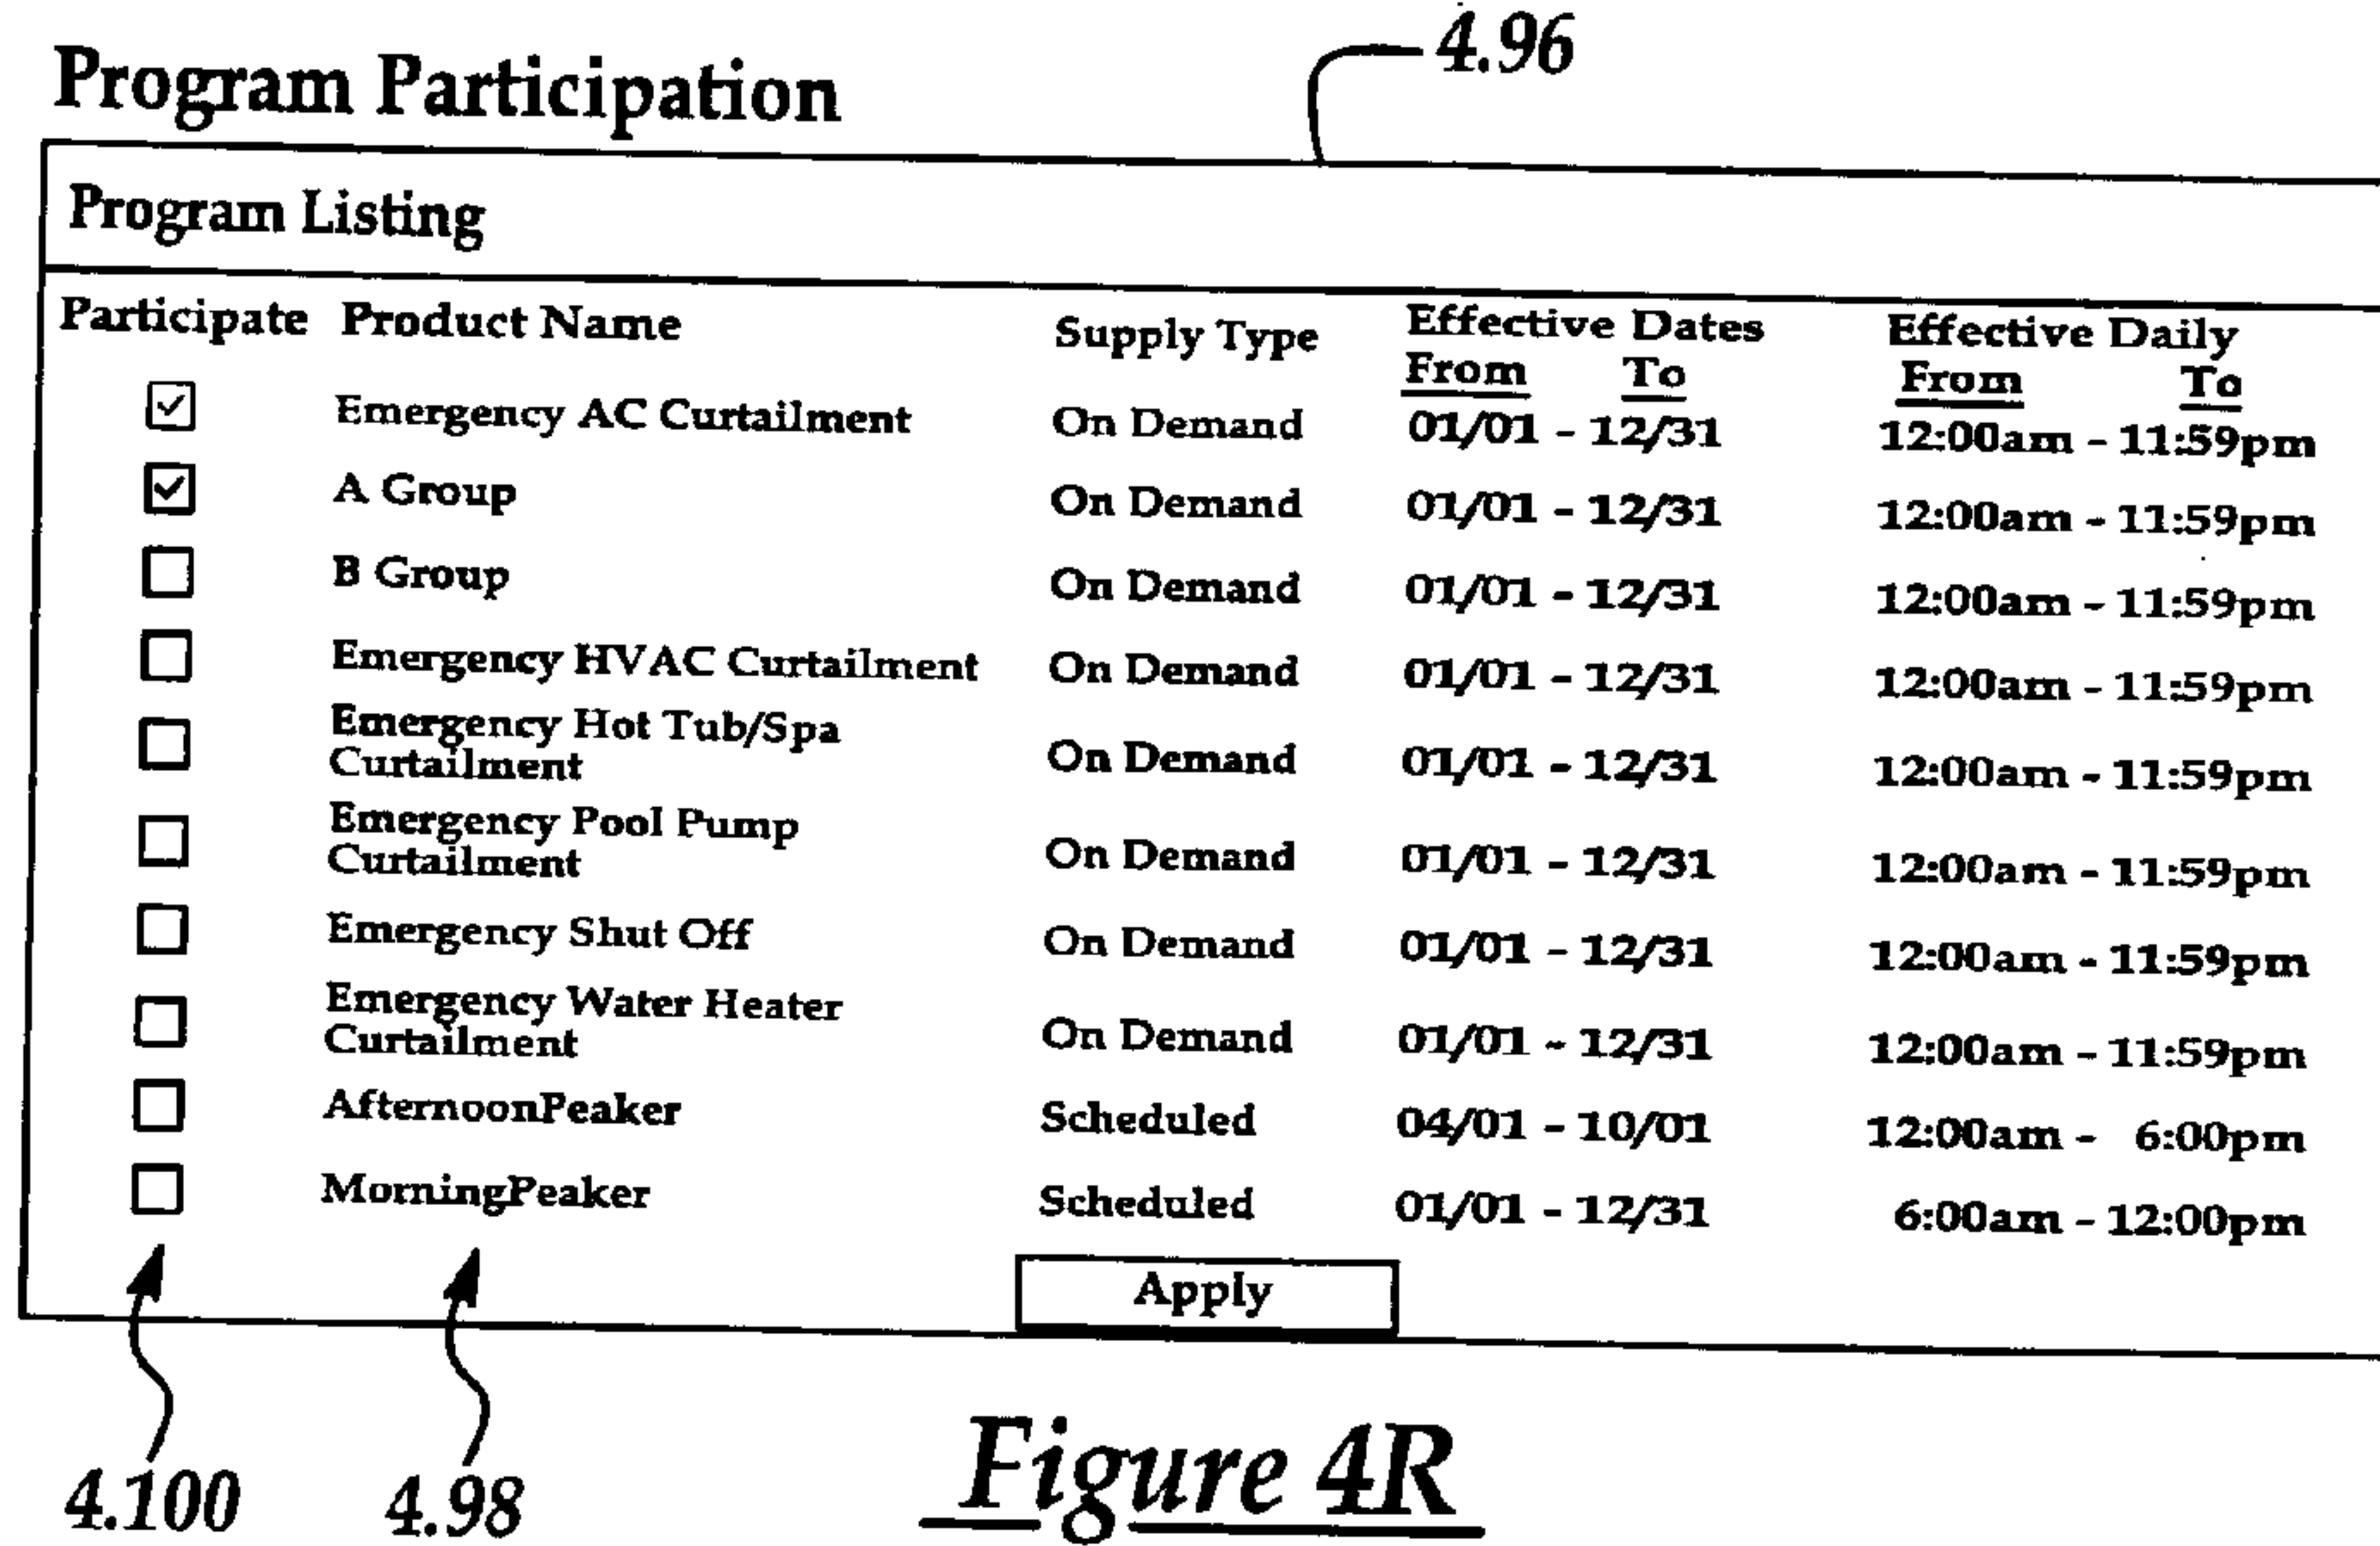 4.96
Program Participation
Program Listing
Participate Product Name Supply Type Effective Dates Effective Daily
From To From To
Emergency AC Curtailment On Demand 01/01 - 12/31 12:00am - 11:59pm
A Group On Demand 01/01 - 12/31 12:00am - 11:59pm
B Group On Demand 01/01 - 12/31 12:00am - 11:59pm
Emergency HVAC Curtailment On Demand 01/01 - 12/31 12:00am - 11:59pm
Emergency Hot Tub/Spa
Curtailment On Demand 01/01 - 12/31 12:00am - 11:59pm
Emergency Pool Pump
Curtailment On Demand 01/01 - 12/31 12:00am - 11:59pm
Emergency Shut Off On Demand 01/01 - 12/31 12:00am - 11:59pm
Emergency Water Heater
Curtailment On Demand 01/01 - 12/31 12:00am - 11:59pm
AfternoonPeaker Scheduled 04/01 - 10/01 12:00am - 6:00pm
MorningPeaker Scheduled 01/01 - 12/31 6:00am - 12:00pm
Apply
4.100 4.98
Figure 4R